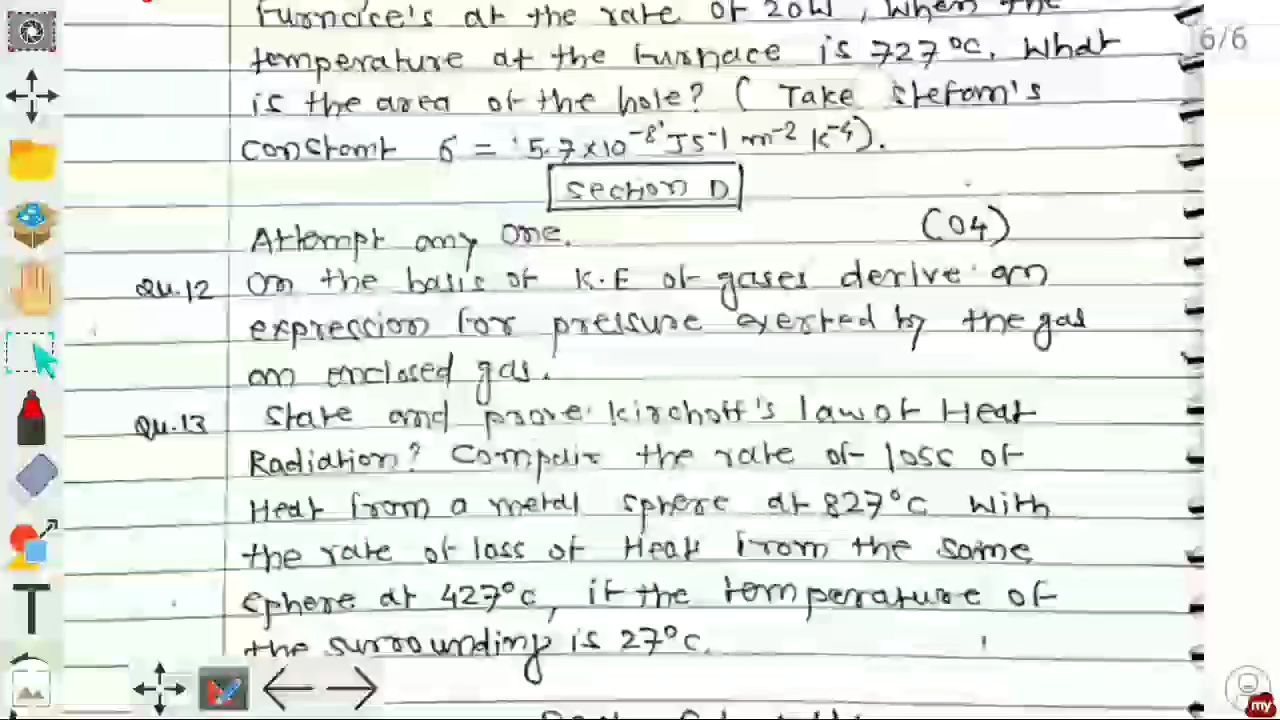 Furnace's at the rate of 20W, when the
temperature at the furnace is 727°C. What
is the area of the hole? ( Take Stefan's
constant σ = 5.7×10⁻⁸ JS⁻¹ m⁻² K⁻⁴).
Section D
Attempt any one. (04)
Qu.12 On the basis of K.E of gases derive an
expression for pressure exerted by the gas
an enclosed gas.
Qu.13 State and prove kirchoff's law of Heat
Radiation? Compair the rate of loss of
Heat from a metal sphere at 827°C with
the rate of loss of Heat from the same
sphere at 427°C, if the temperature of
the surrounding is 27°C.
6/6
my